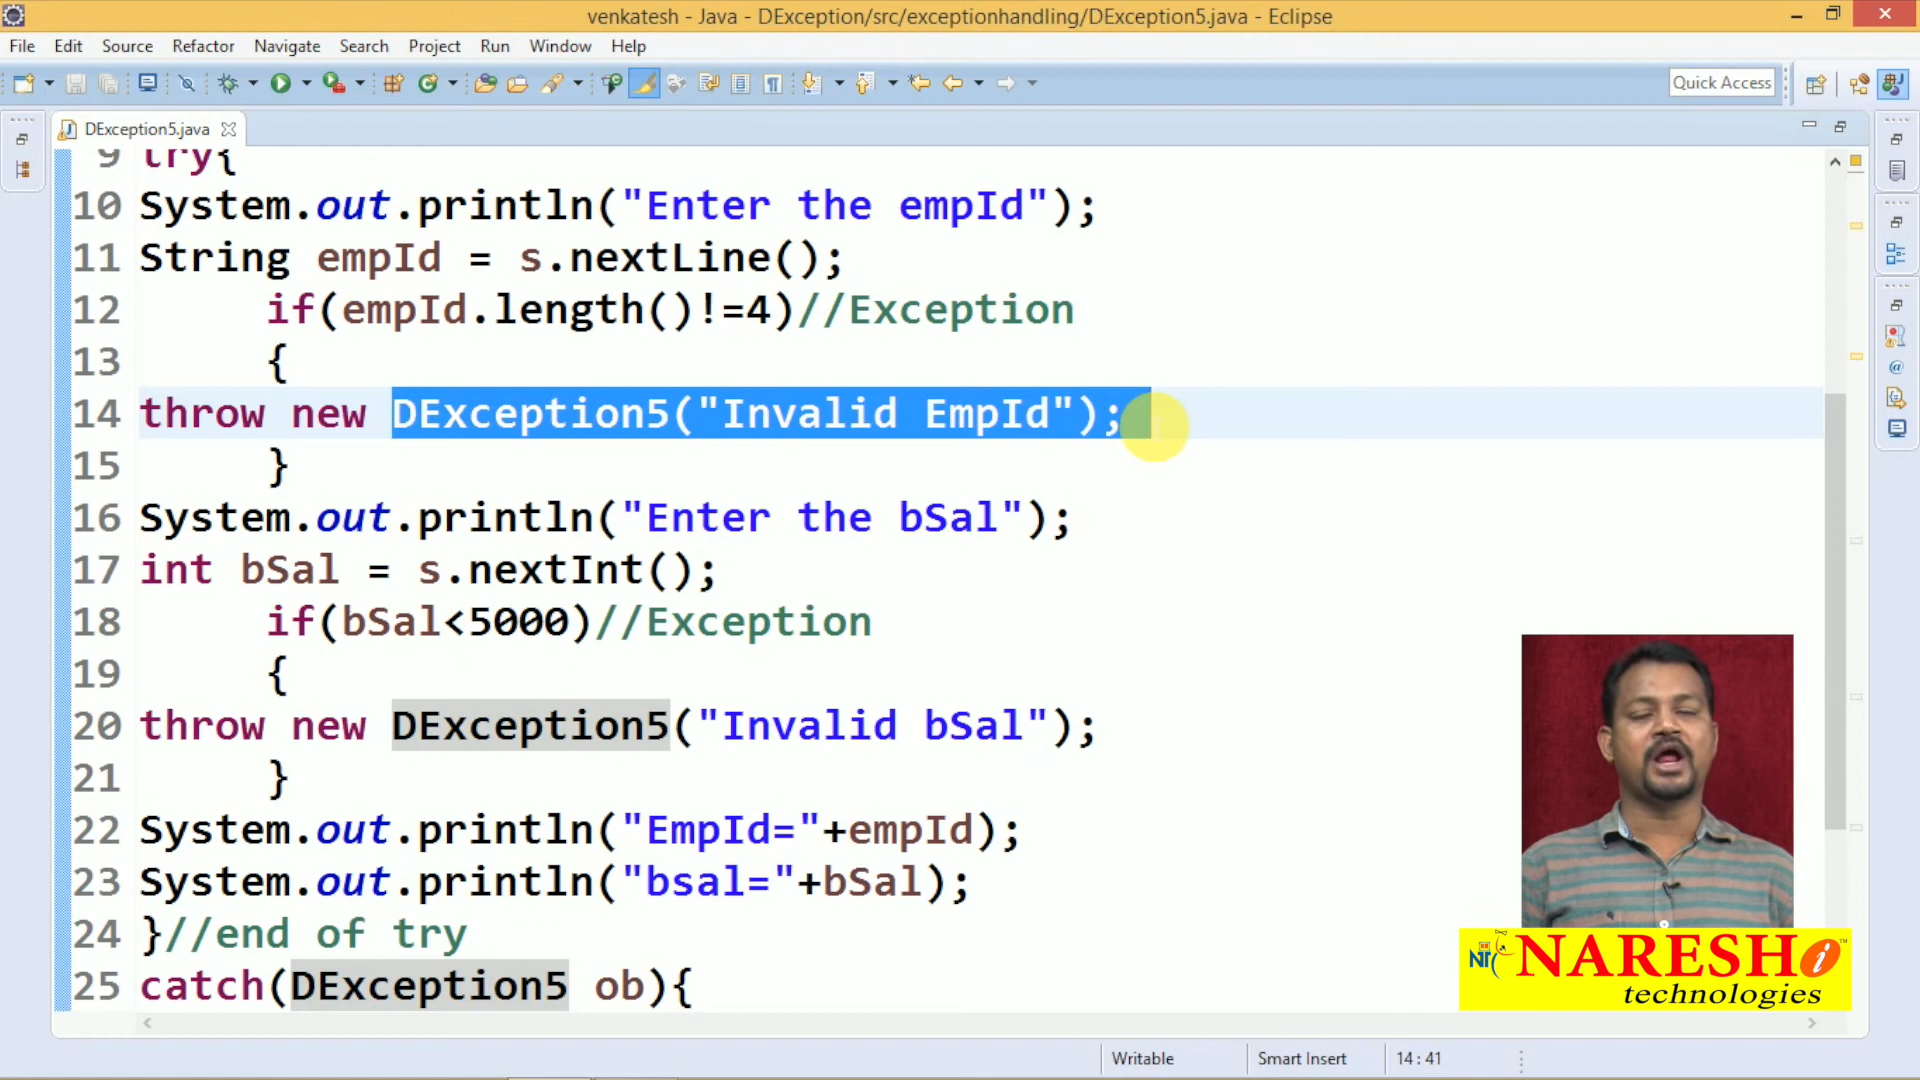 venkatesh - Java - DException/src/exceptionhandling/DException5.java - Eclipse
File Edit Source Refactor Navigate Search Project Run Window Help
Quick Access
DException5.java
9 try{
10 System.out.println("Enter the empId");
11 String empId = s.nextLine();
12 if(empId.length()!=4)//Exception
13 {
14 throw new DException5("Invalid EmpId");
15 }
16 System.out.println("Enter the bSal");
17 int bSal = s.nextInt();
18 if(bSal<5000)//Exception
19 {
20 throw new DException5("Invalid bSal");
21 }
22 System.out.println("EmpId="+empId);
23 System.out.println("bsal="+bSal);
24 }//end of try
25 catch(DException5 ob){
NARESH i
technologies
Writable Smart Insert 14 : 41